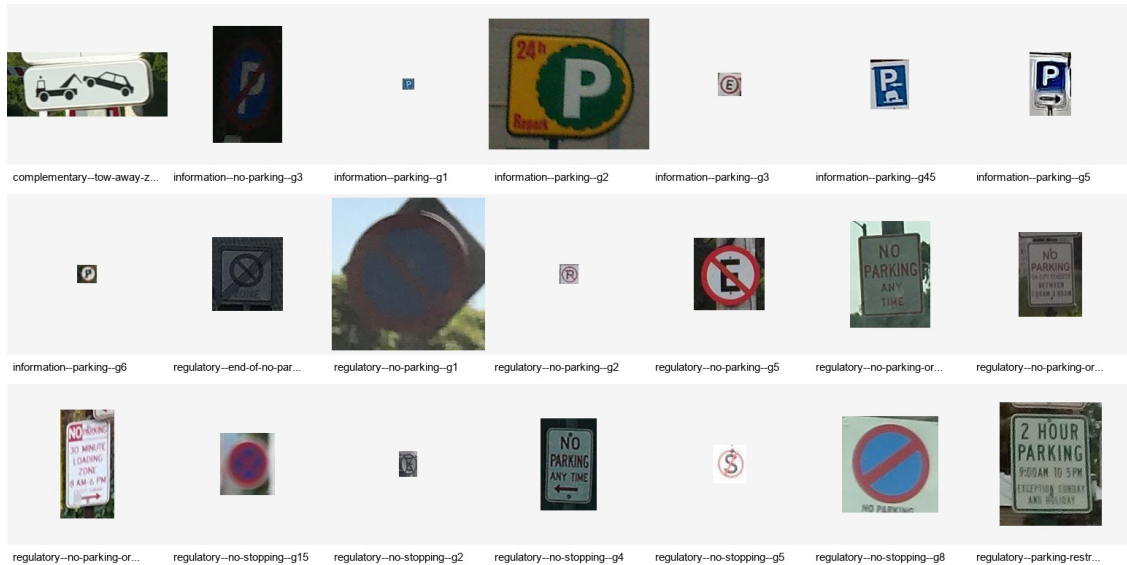 24h
P
Repark
E
P
P
complementary--tow-away-z...
information--no-parking--g3
information--parking--g1
information--parking--g2
information--parking--g3
information--parking--g45
information--parking--g5
P
ZONE
E
NO
PARKING
ANY
TIME
NO
PARKING
BETWEEN
information--parking--g6
regulatory--end-of-no-par...
regulatory--no-parking--g1
regulatory--no-parking--g2
regulatory--no-parking--g5
regulatory--no-parking-or...
regulatory--no-parking-or...
NO PARKING
30 MINUTE
LOADING
ZONE
8 AM-6 PM
NO
PARKING
ANY TIME
S
NO PARKING
2 HOUR
PARKING
9:00AM TO 5PM
EXCEPTION SUNDAY
AND HOLIDAY
regulatory--no-parking-or...
regulatory--no-stopping--g15
regulatory--no-stopping--g2
regulatory--no-stopping--g4
regulatory--no-stopping--g5
regulatory--no-stopping--g8
regulatory--parking-restr...